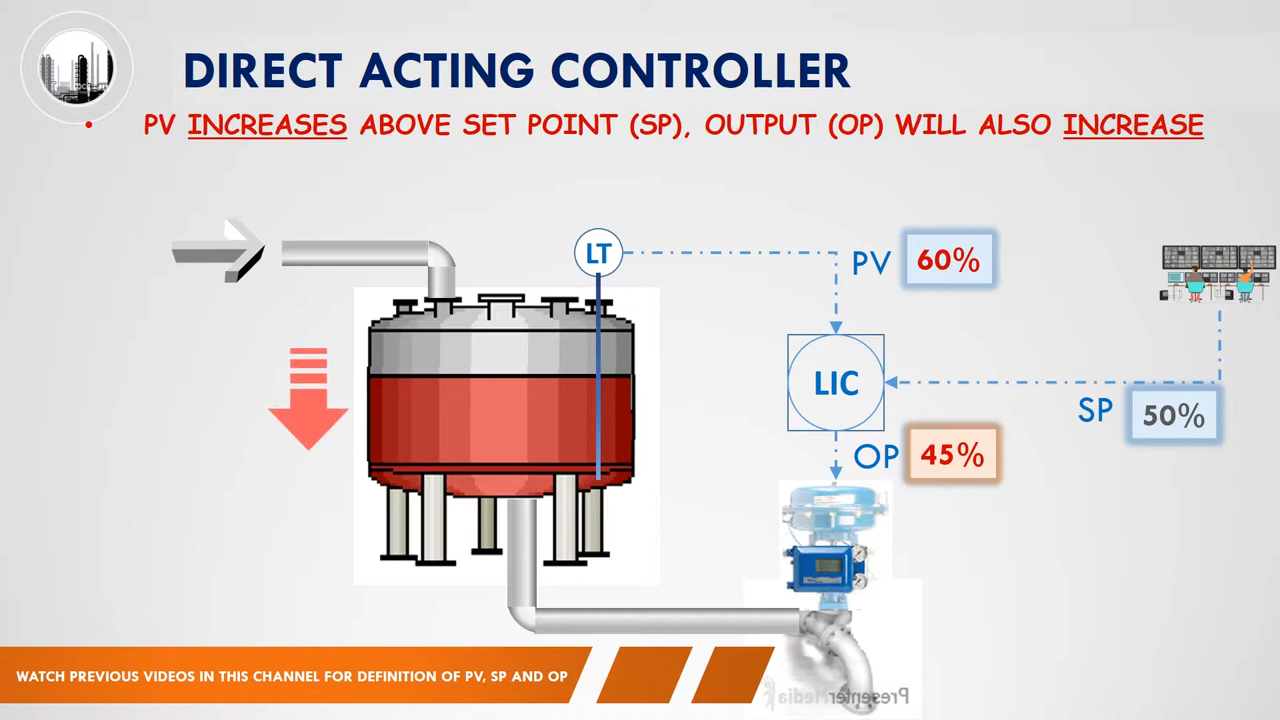 DIRECT ACTING CONTROLLER
• PV INCREASES ABOVE SET POINT (SP), OUTPUT (OP) WILL ALSO INCREASE
LT
PV 60%
LIC
SP 50%
OP 45%
WATCH PREVIOUS VIDEOS IN THIS CHANNEL FOR DEFINITION OF PV, SP AND OP
PresenterMedia